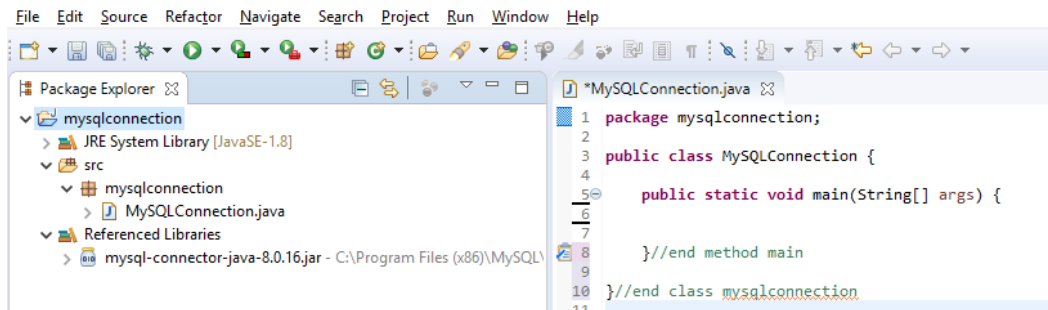 File Edit Source Refactor Navigate Search Project Run Window Help
Package Explorer
mysqlconnection
JRE System Library [JavaSE-1.8]
src
mysqlconnection
MySQLConnection.java
Referenced Libraries
mysql-connector-java-8.0.16.jar - C:\Program Files (x86)\MySQL\
*MySQLConnection.java
1 package mysqlconnection;
2
3 public class MySQLConnection {
4
5 public static void main(String[] args) {
6
7
8 }//end method main
9
10 }//end class mysqlconnection
11